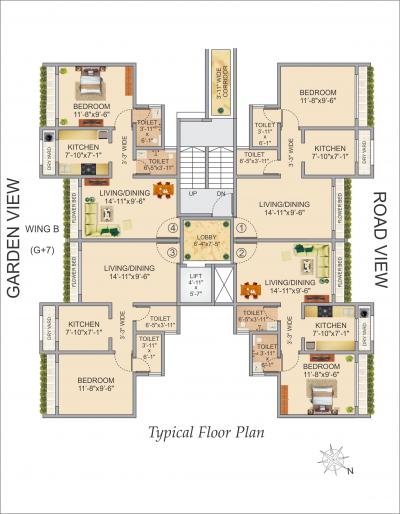 3'-11" WIDE
CORRIDOR
BEDROOM
11'-8"x9'-6"
TOILET
3'-11"
x
6'-1"
KITCHEN
7'-10"x7'-1"
DRY YARD
3'-3" WIDE
TOILET
6'-5"x3'-11"
LIVING/DINING
14'-11"x9'-6"
FLOWER BED
4
BEDROOM
11'-8"x9'-6"
TOILET
3'-11"
x
6'-1"
TOILET
6'-5"x3'-11"
3'-3" WIDE
KITCHEN
7'-10"x7'-1"
DRY YARD
LIVING/DINING
14'-11"x9'-6"
FLOWER BED
1
UP
DN
LOBBY
6'-4"x7'-5"
LIFT
4'-11"
x
5'-7"
GARDEN VIEW
WING B
(G+7)
ROAD VIEW
3
LIVING/DINING
14'-11"x9'-6"
FLOWER BED
DRY YARD
KITCHEN
7'-10"x7'-1"
3'-3" WIDE
TOILET
6'-5"x3'-11"
TOILET
3'-11"
x
6'-1"
BEDROOM
11'-8"x9'-6"
2
LIVING/DINING
14'-11"x9'-6"
FLOWER BED
TOILET
6'-5"x3'-11"
TOILET
3'-11"
x
6'-1"
3'-3" WIDE
KITCHEN
7'-10"x7'-1"
DRY YARD
BEDROOM
11'-8"x9'-6"
Typical Floor Plan
N